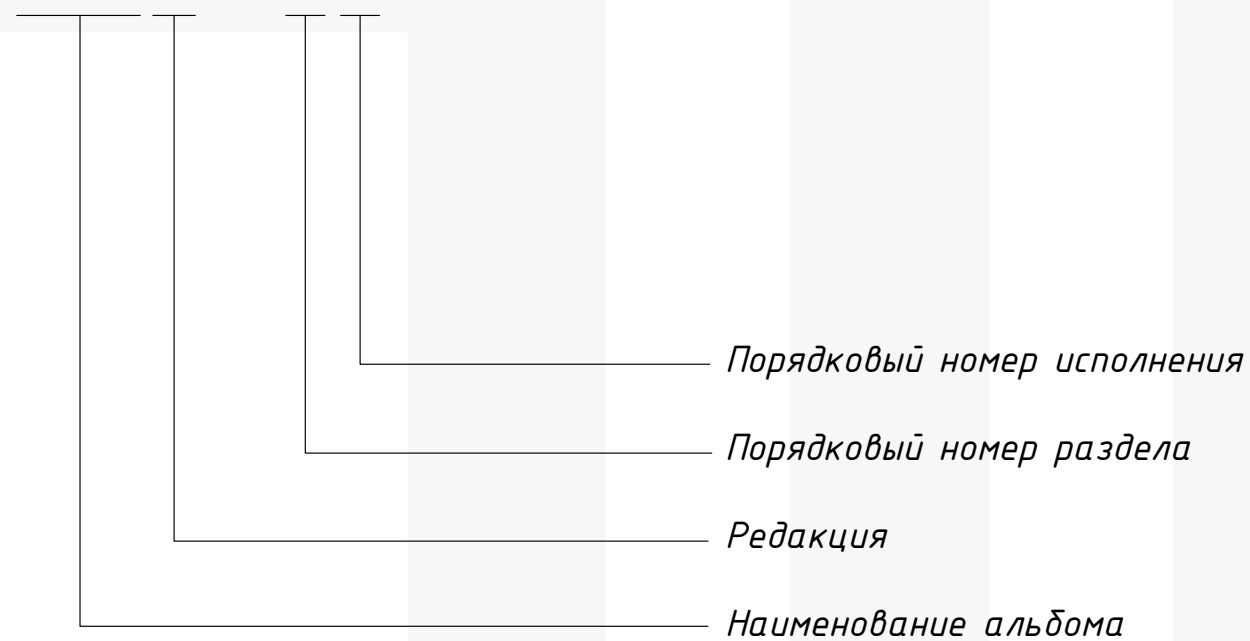 Порядковый номер исполнения
Порядковый номер раздела
Редакция
Наименование альбома